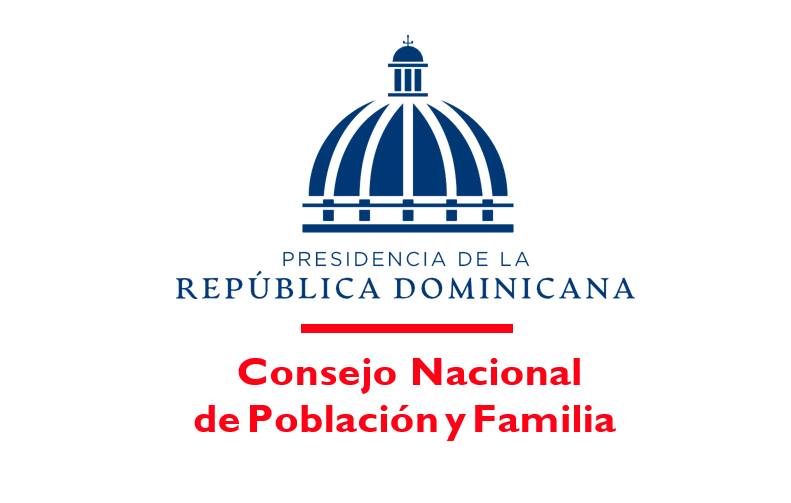 PRESIDENCIA DE LA
REPÚBLICA DOMINICANA
Consejo Nacional
de Población y Familia